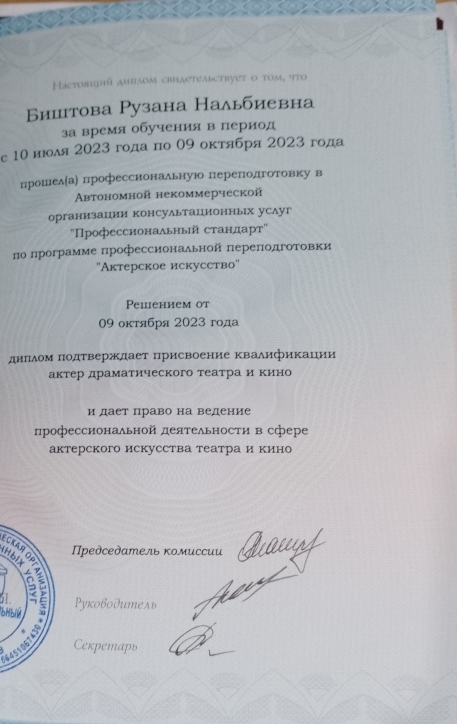 Настоящий диплом свидетельствует о том, что
Биштова Рузана Нальбиевна
за время обучения в период
с 10 июля 2023 года по 09 октября 2023 года
прошел(а) профессиональную переподготовку в
Автономной некоммерческой
организации консультационных услуг
"Профессиональный стандарт"
по программе профессиональной переподготовки
"Актерское искусство"
Решением от
09 октября 2023 года
диплом подтверждает присвоение квалификации
актер драматического театра и кино
и дает право на ведение
профессиональной деятельности в сфере
актерского искусства театра и кино
Председатель комиссии
Руководитель
Секретарь
ОРГАНИЗАЦИЯ
УСЛУГ
66451067430